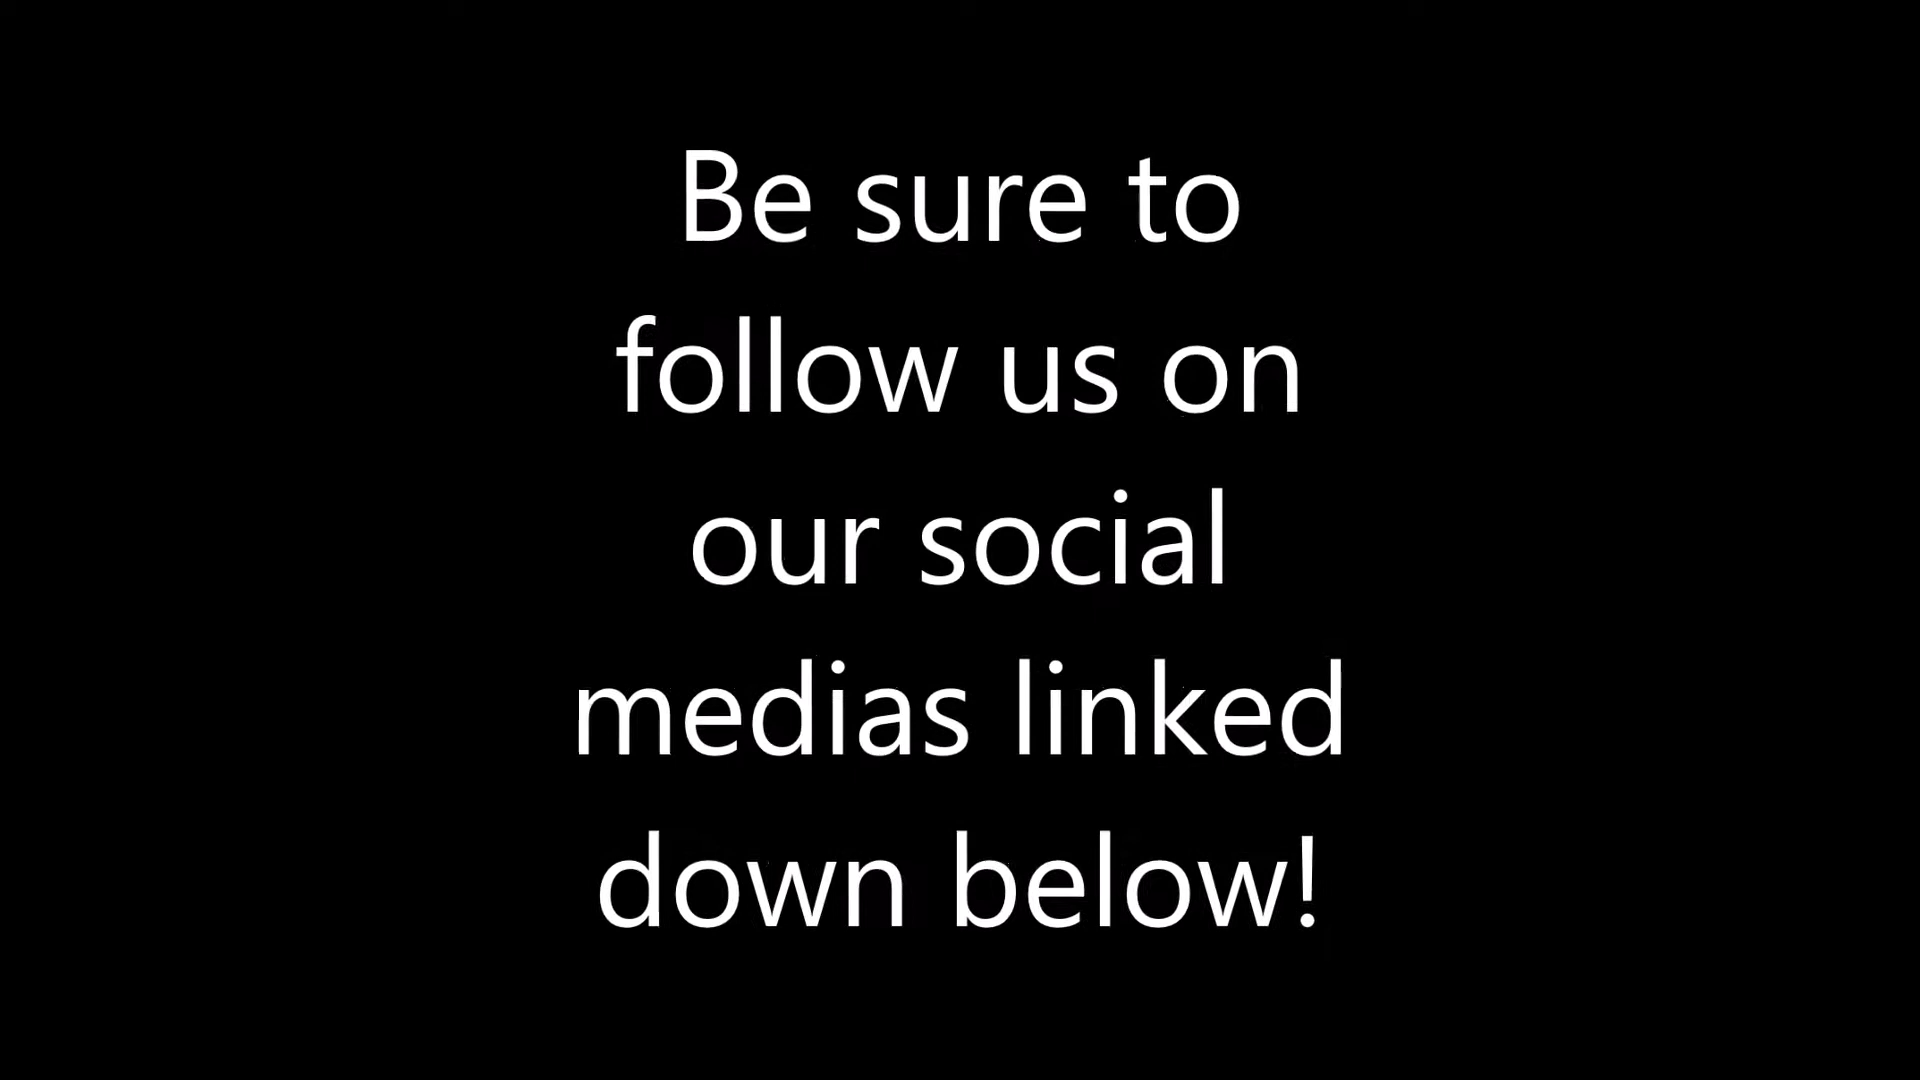 Be sure to
follow us on
our social
medias linked
down below!